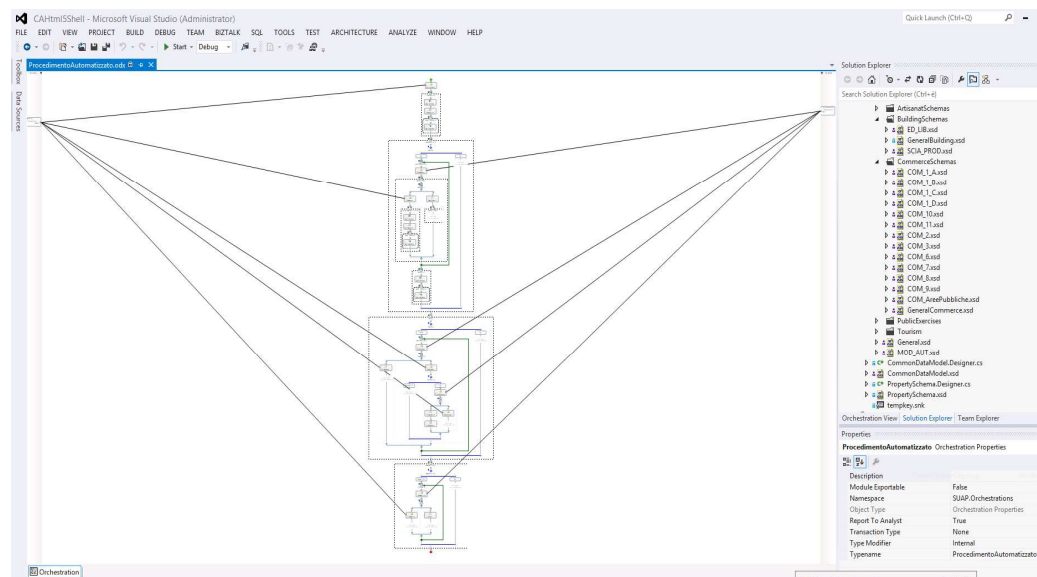 CAHtml5Shell - Microsoft Visual Studio (Administrator)
Quick Launch (Ctrl+Q)
FILE EDIT VIEW PROJECT BUILD DEBUG TEAM BIZTALK SQL TOOLS TEST ARCHITECTURE ANALYZE WINDOW HELP
Start Debug
Toolbox
Data Sources
ProcedimentoAutomatizzato.odx
Solution Explorer
Search Solution Explorer (Ctrl+è)
ArtisanatSchemas
BuildingSchemas
ED_LIB.xsd
GeneralBuilding.xsd
SCIA_PROD.xsd
CommerceSchemas
COM_1_A.xsd
COM_1_B.xsd
COM_1_C.xsd
COM_1_D.xsd
COM_10.xsd
COM_11.xsd
COM_2.xsd
COM_3.xsd
COM_6.xsd
COM_7.xsd
COM_8.xsd
COM_9.xsd
COM_AreePubbliche.xsd
GeneralCommerce.xsd
PublicExercises
Tourism
General.xsd
MOD_AUT.xsd
CommonDataModel.Designer.cs
CommonDataModel.xsd
PropertySchema.Designer.cs
PropertySchema.xsd
tempkey.snk
Orchestration View Solution Explorer Team Explorer
Properties
ProcedimentoAutomatizzato Orchestration Properties
Description
Module Exportable False
Namespace SUAP.Orchestrations
Object Type Orchestration Properties
Report To Analyst True
Transaction Type None
Type Modifier Internal
Typename ProcedimentoAutomatizzato
Orchestration